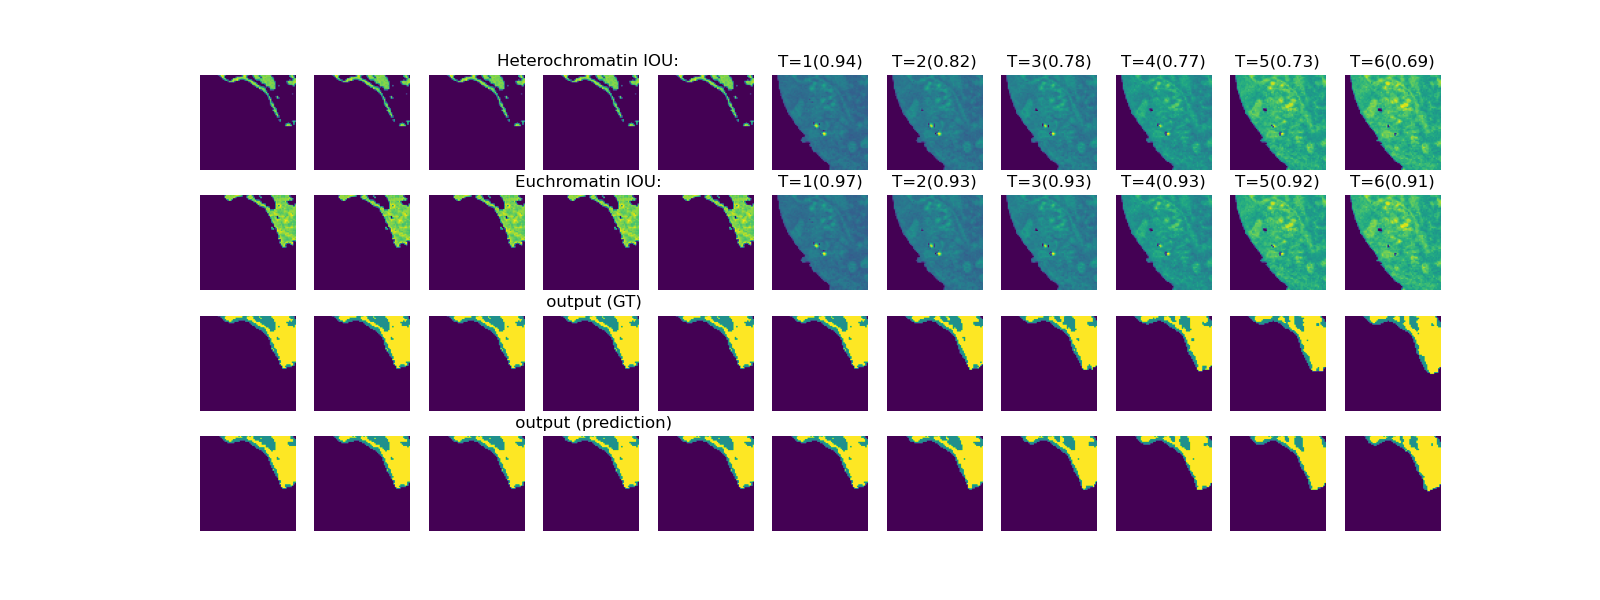 Heterochromatin IOU: T=1(0.94) T=2(0.82) T=3(0.78) T=4(0.77) T=5(0.73) T=6(0.69)
Euchromatin IOU: T=1(0.97) T=2(0.93) T=3(0.93) T=4(0.93) T=5(0.92) T=6(0.91)
output (GT)
output (prediction)